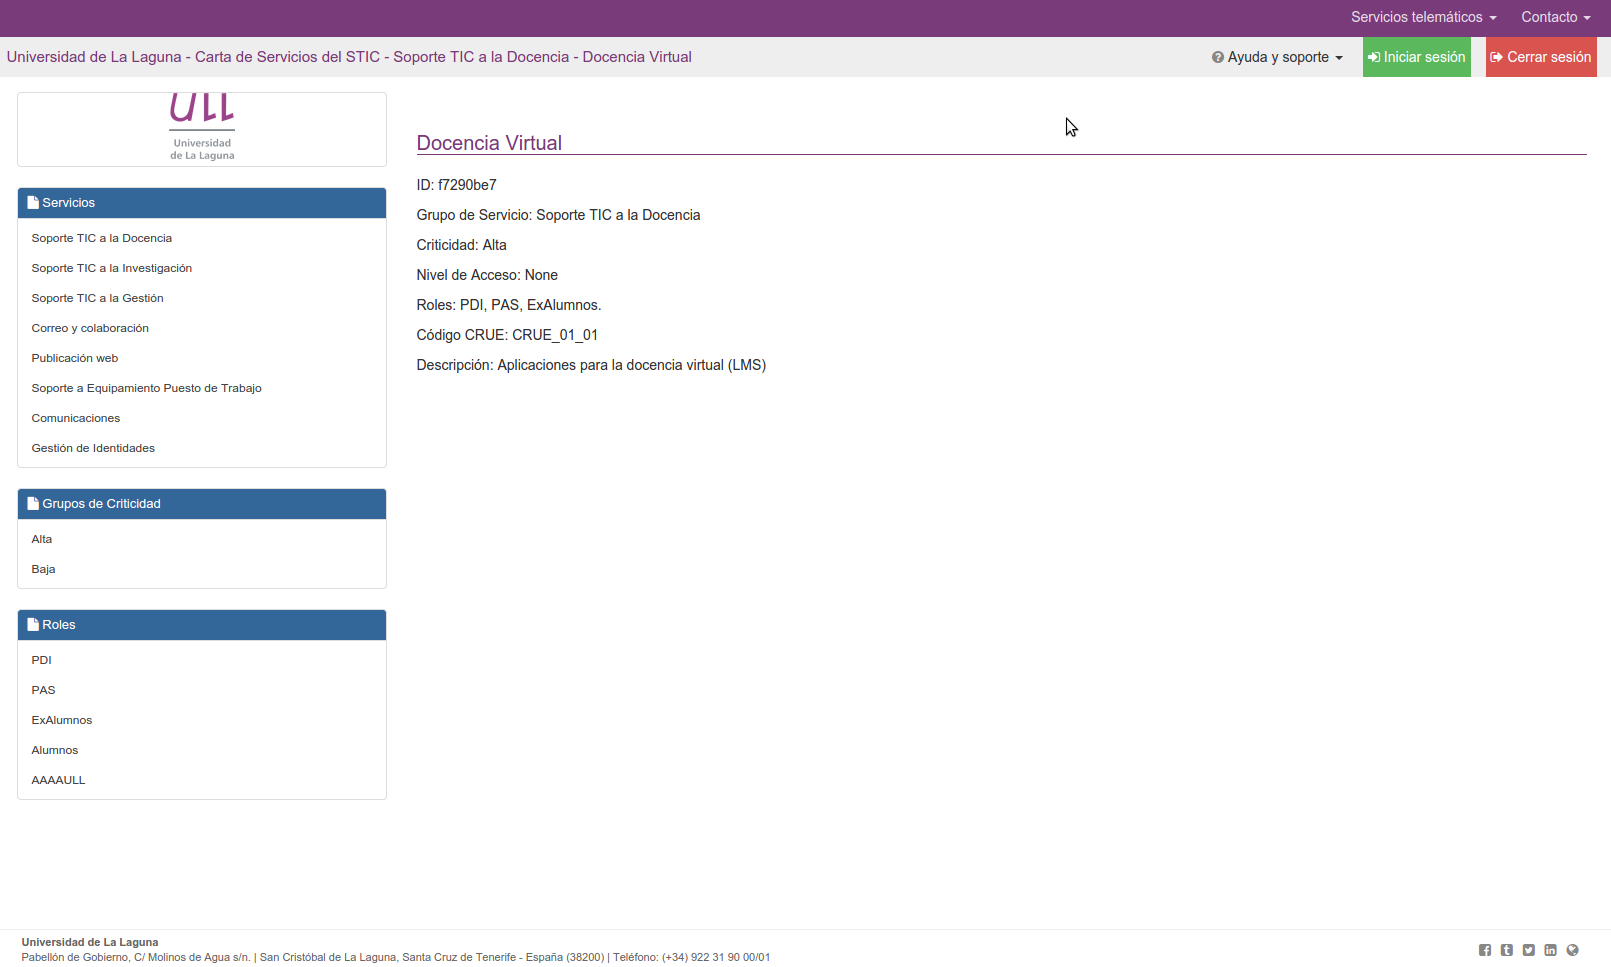 Servicios telemáticos Contacto
Universidad de La Laguna - Carta de Servicios del STIC - Soporte TIC a la Docencia - Docencia Virtual
Ayuda y soporte Iniciar sesión Cerrar sesión
ull
Universidad
de La Laguna
Servicios
Soporte TIC a la Docencia
Soporte TIC a la Investigación
Soporte TIC a la Gestión
Correo y colaboración
Publicación web
Soporte a Equipamiento Puesto de Trabajo
Comunicaciones
Gestión de Identidades
Grupos de Criticidad
Alta
Baja
Roles
PDI
PAS
ExAlumnos
Alumnos
AAAAULL
Docencia Virtual
ID: f7290be7
Grupo de Servicio: Soporte TIC a la Docencia
Criticidad: Alta
Nivel de Acceso: None
Roles: PDI, PAS, ExAlumnos.
Código CRUE: CRUE_01_01
Descripción: Aplicaciones para la docencia virtual (LMS)
Universidad de La Laguna
Pabellón de Gobierno, C/ Molinos de Agua s/n. | San Cristóbal de La Laguna, Santa Cruz de Tenerife - España (38200) | Teléfono: (+34) 922 31 90 00/01